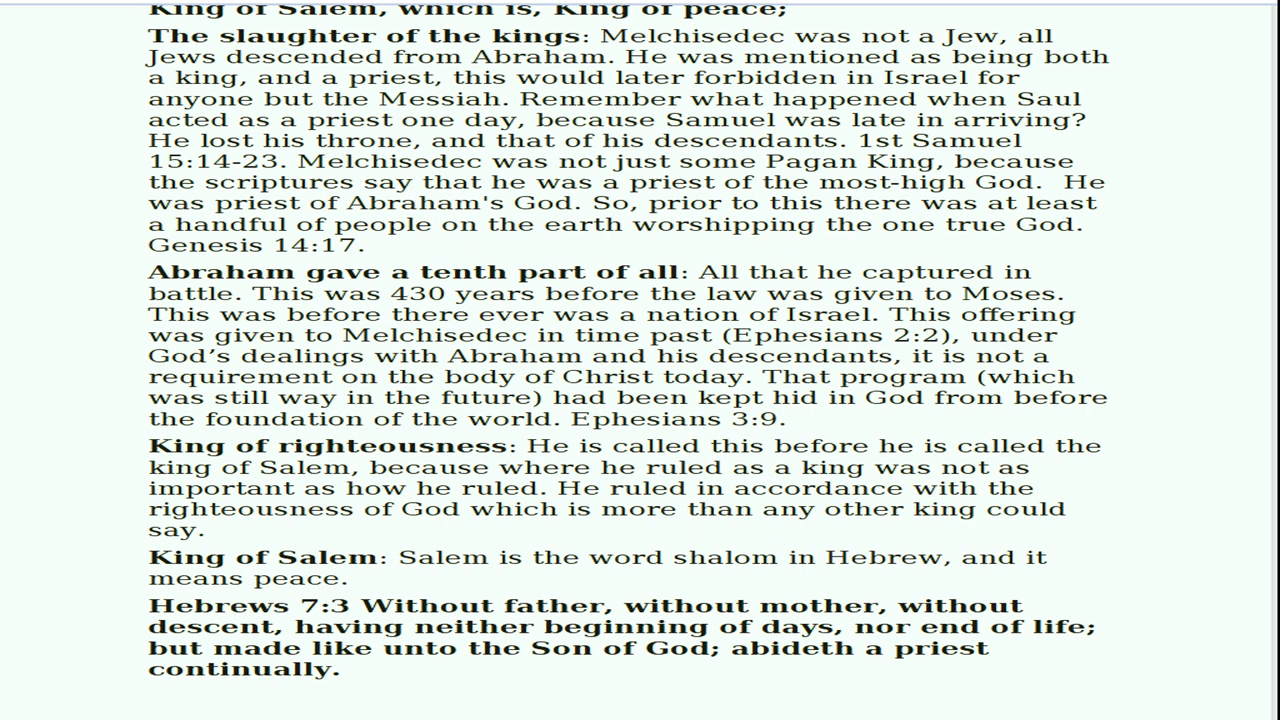 King of Salem, which is, King of peace;
The slaughter of the kings: Melchisedec was not a Jew, all
Jews descended from Abraham. He was mentioned as being both
a king, and a priest, this would later forbidden in Israel for
anyone but the Messiah. Remember what happened when Saul
acted as a priest one day, because Samuel was late in arriving?
He lost his throne, and that of his descendants. 1st Samuel
15:14-23. Melchisedec was not just some Pagan King, because
the scriptures say that he was a priest of the most-high God.  He
was priest of Abraham's God. So, prior to this there was at least
a handful of people on the earth worshipping the one true God.
Genesis 14:17.
Abraham gave a tenth part of all: All that he captured in
battle. This was 430 years before the law was given to Moses.
This was before there ever was a nation of Israel. This offering
was given to Melchisedec in time past (Ephesians 2:2), under
God’s dealings with Abraham and his descendants, it is not a
requirement on the body of Christ today. That program (which
was still way in the future) had been kept hid in God from before
the foundation of the world. Ephesians 3:9.
King of righteousness: He is called this before he is called the
king of Salem, because where he ruled as a king was not as
important as how he ruled. He ruled in accordance with the
righteousness of God which is more than any other king could
say.
King of Salem: Salem is the word shalom in Hebrew, and it
means peace.
Hebrews 7:3 Without father, without mother, without
descent, having neither beginning of days, nor end of life;
but made like unto the Son of God; abideth a priest
continually.